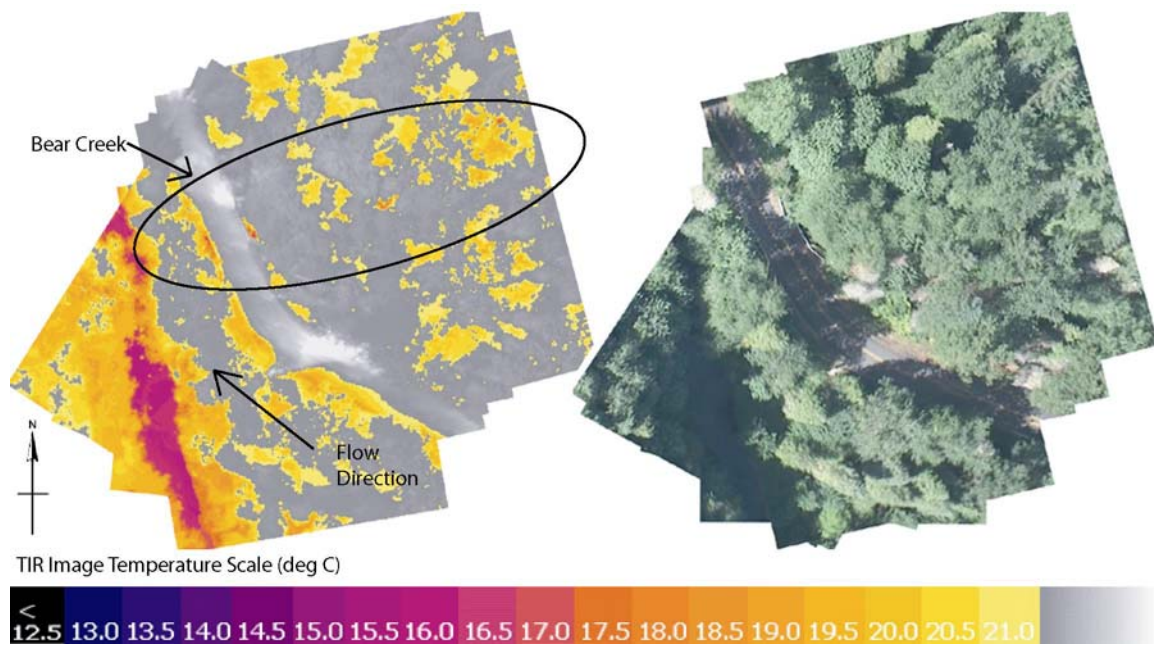 Bear Creek
Flow
Direction
N
TIR Image Temperature Scale (deg C)
<
12.5 13.0 13.5 14.0 14.5 15.0 15.5 16.0 16.5 17.0 17.5 18.0 18.5 19.0 19.5 20.0 20.5 21.0